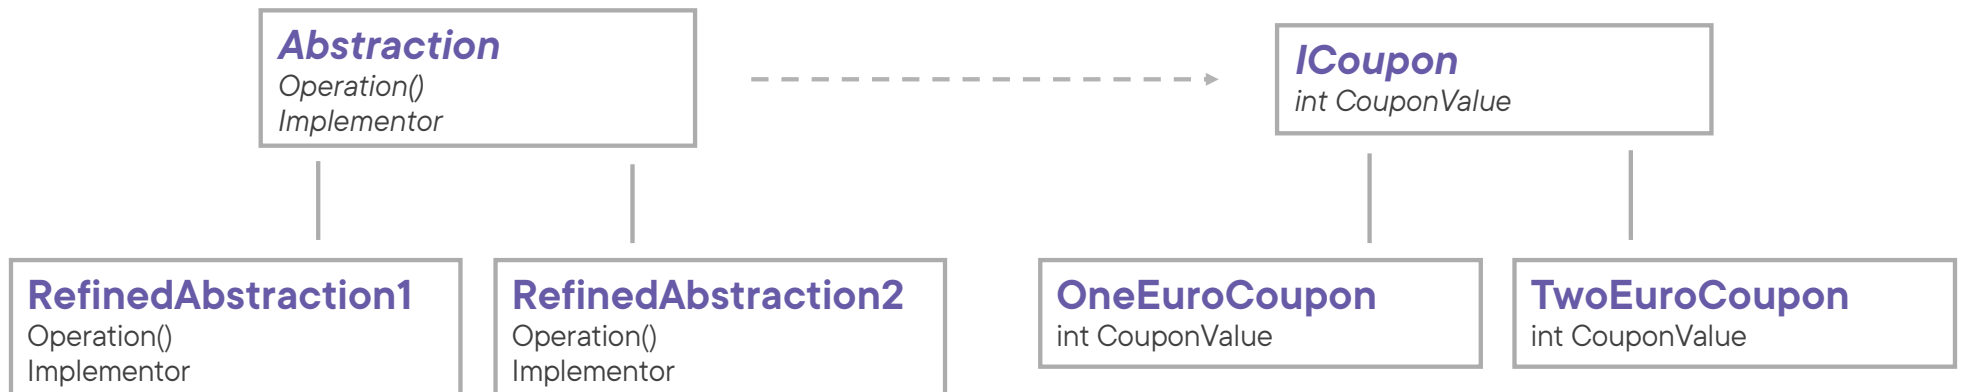 Abstraction
Operation()
Implementor
ICoupon
int CouponValue
RefinedAbstraction1
Operation()
Implementor
RefinedAbstraction2
Operation()
Implementor
OneEuroCoupon
int CouponValue
TwoEuroCoupon
int CouponValue